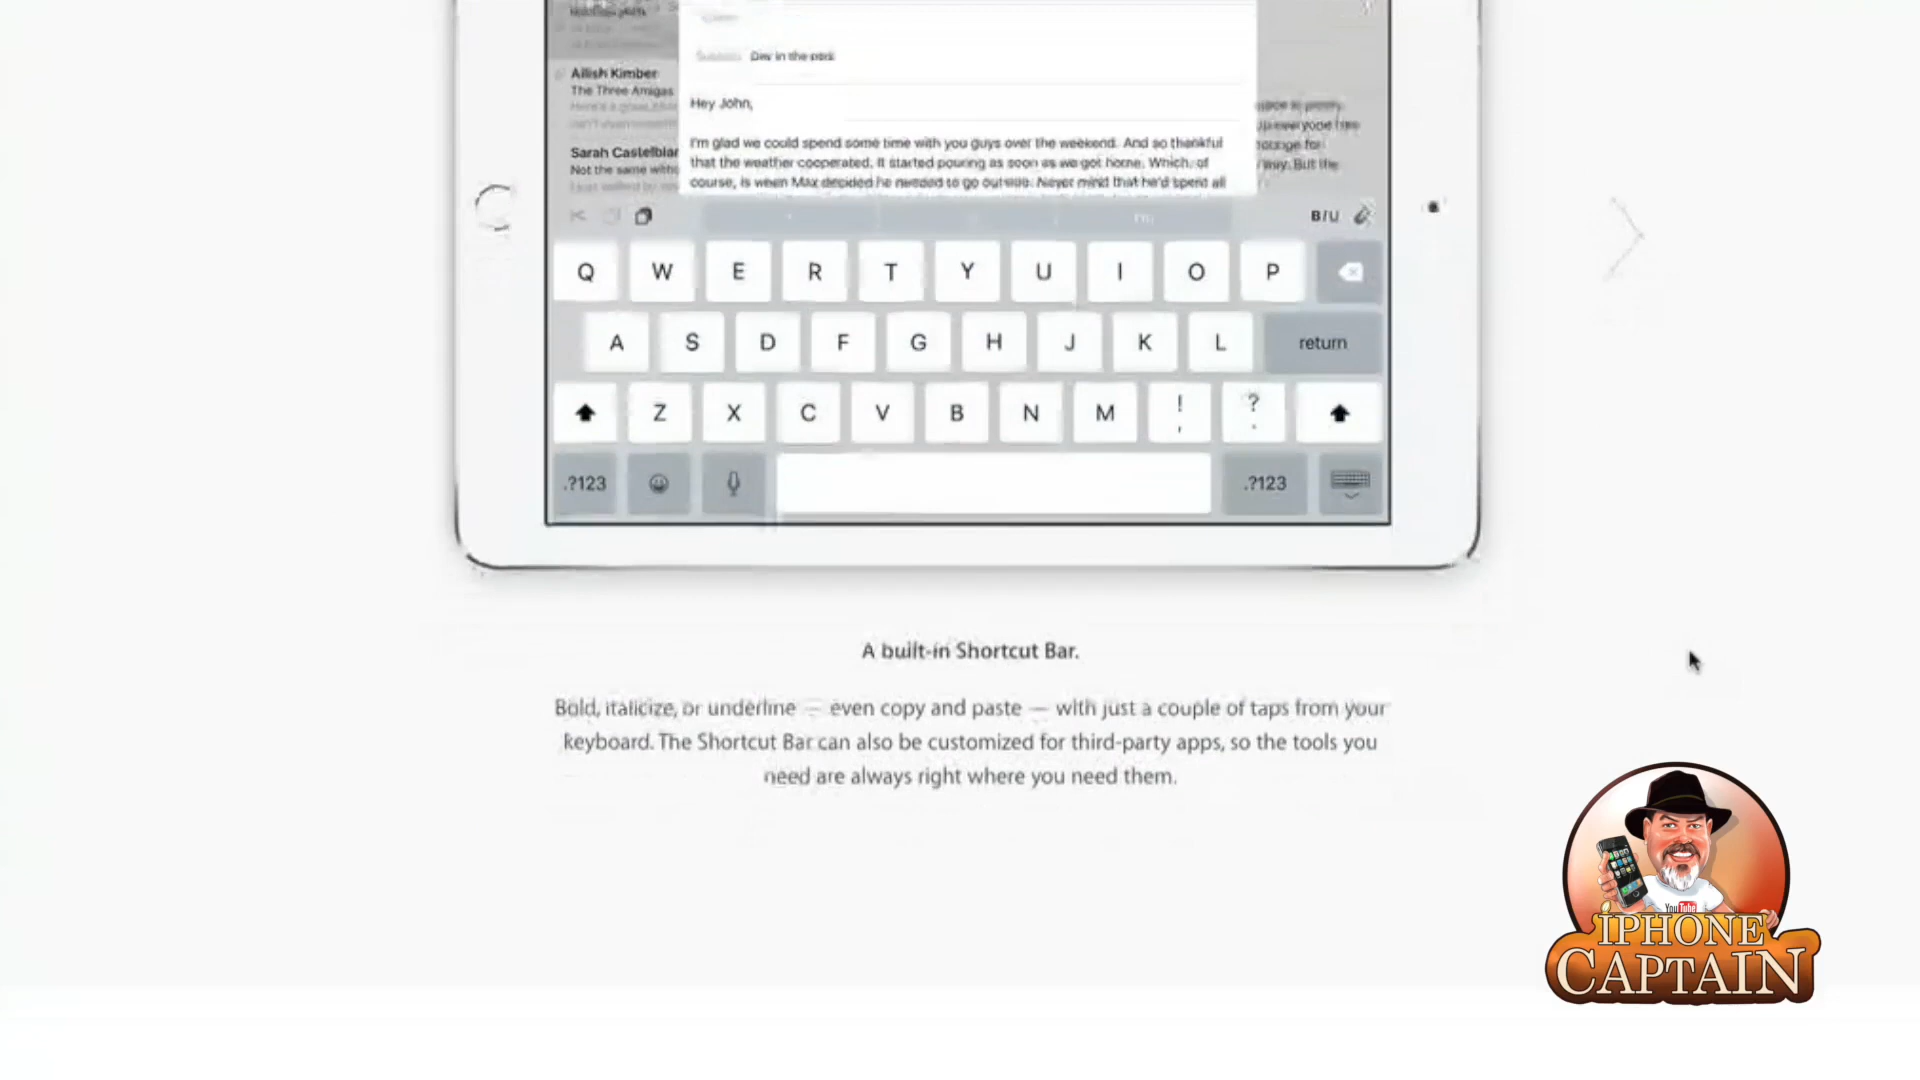 Day in the park
Ailish Kimber
The Three Amigas
Hey John,
I'm glad we could spend some time with you guys over the weekend. And so thankful
Sarah Castelblan
that the weather cooperated. It started pouring as soon as we got home. Which, of
Not the same witho
course, is when Max decided he needed to go outside. Never mind that he'd spent all
everyone
But the
B I U
Q W E R T Y U I O P
A S D F G H J K L return
Z X C V B N M ! , ? .
.?123 .?123
A built-in Shortcut Bar.
Bold, italicize, or underline — even copy and paste — with just a couple of taps from your
keyboard. The Shortcut Bar can also be customized for third-party apps, so the tools you
need are always right where you need them.
YouTube
iPHONE
CAPTAIN